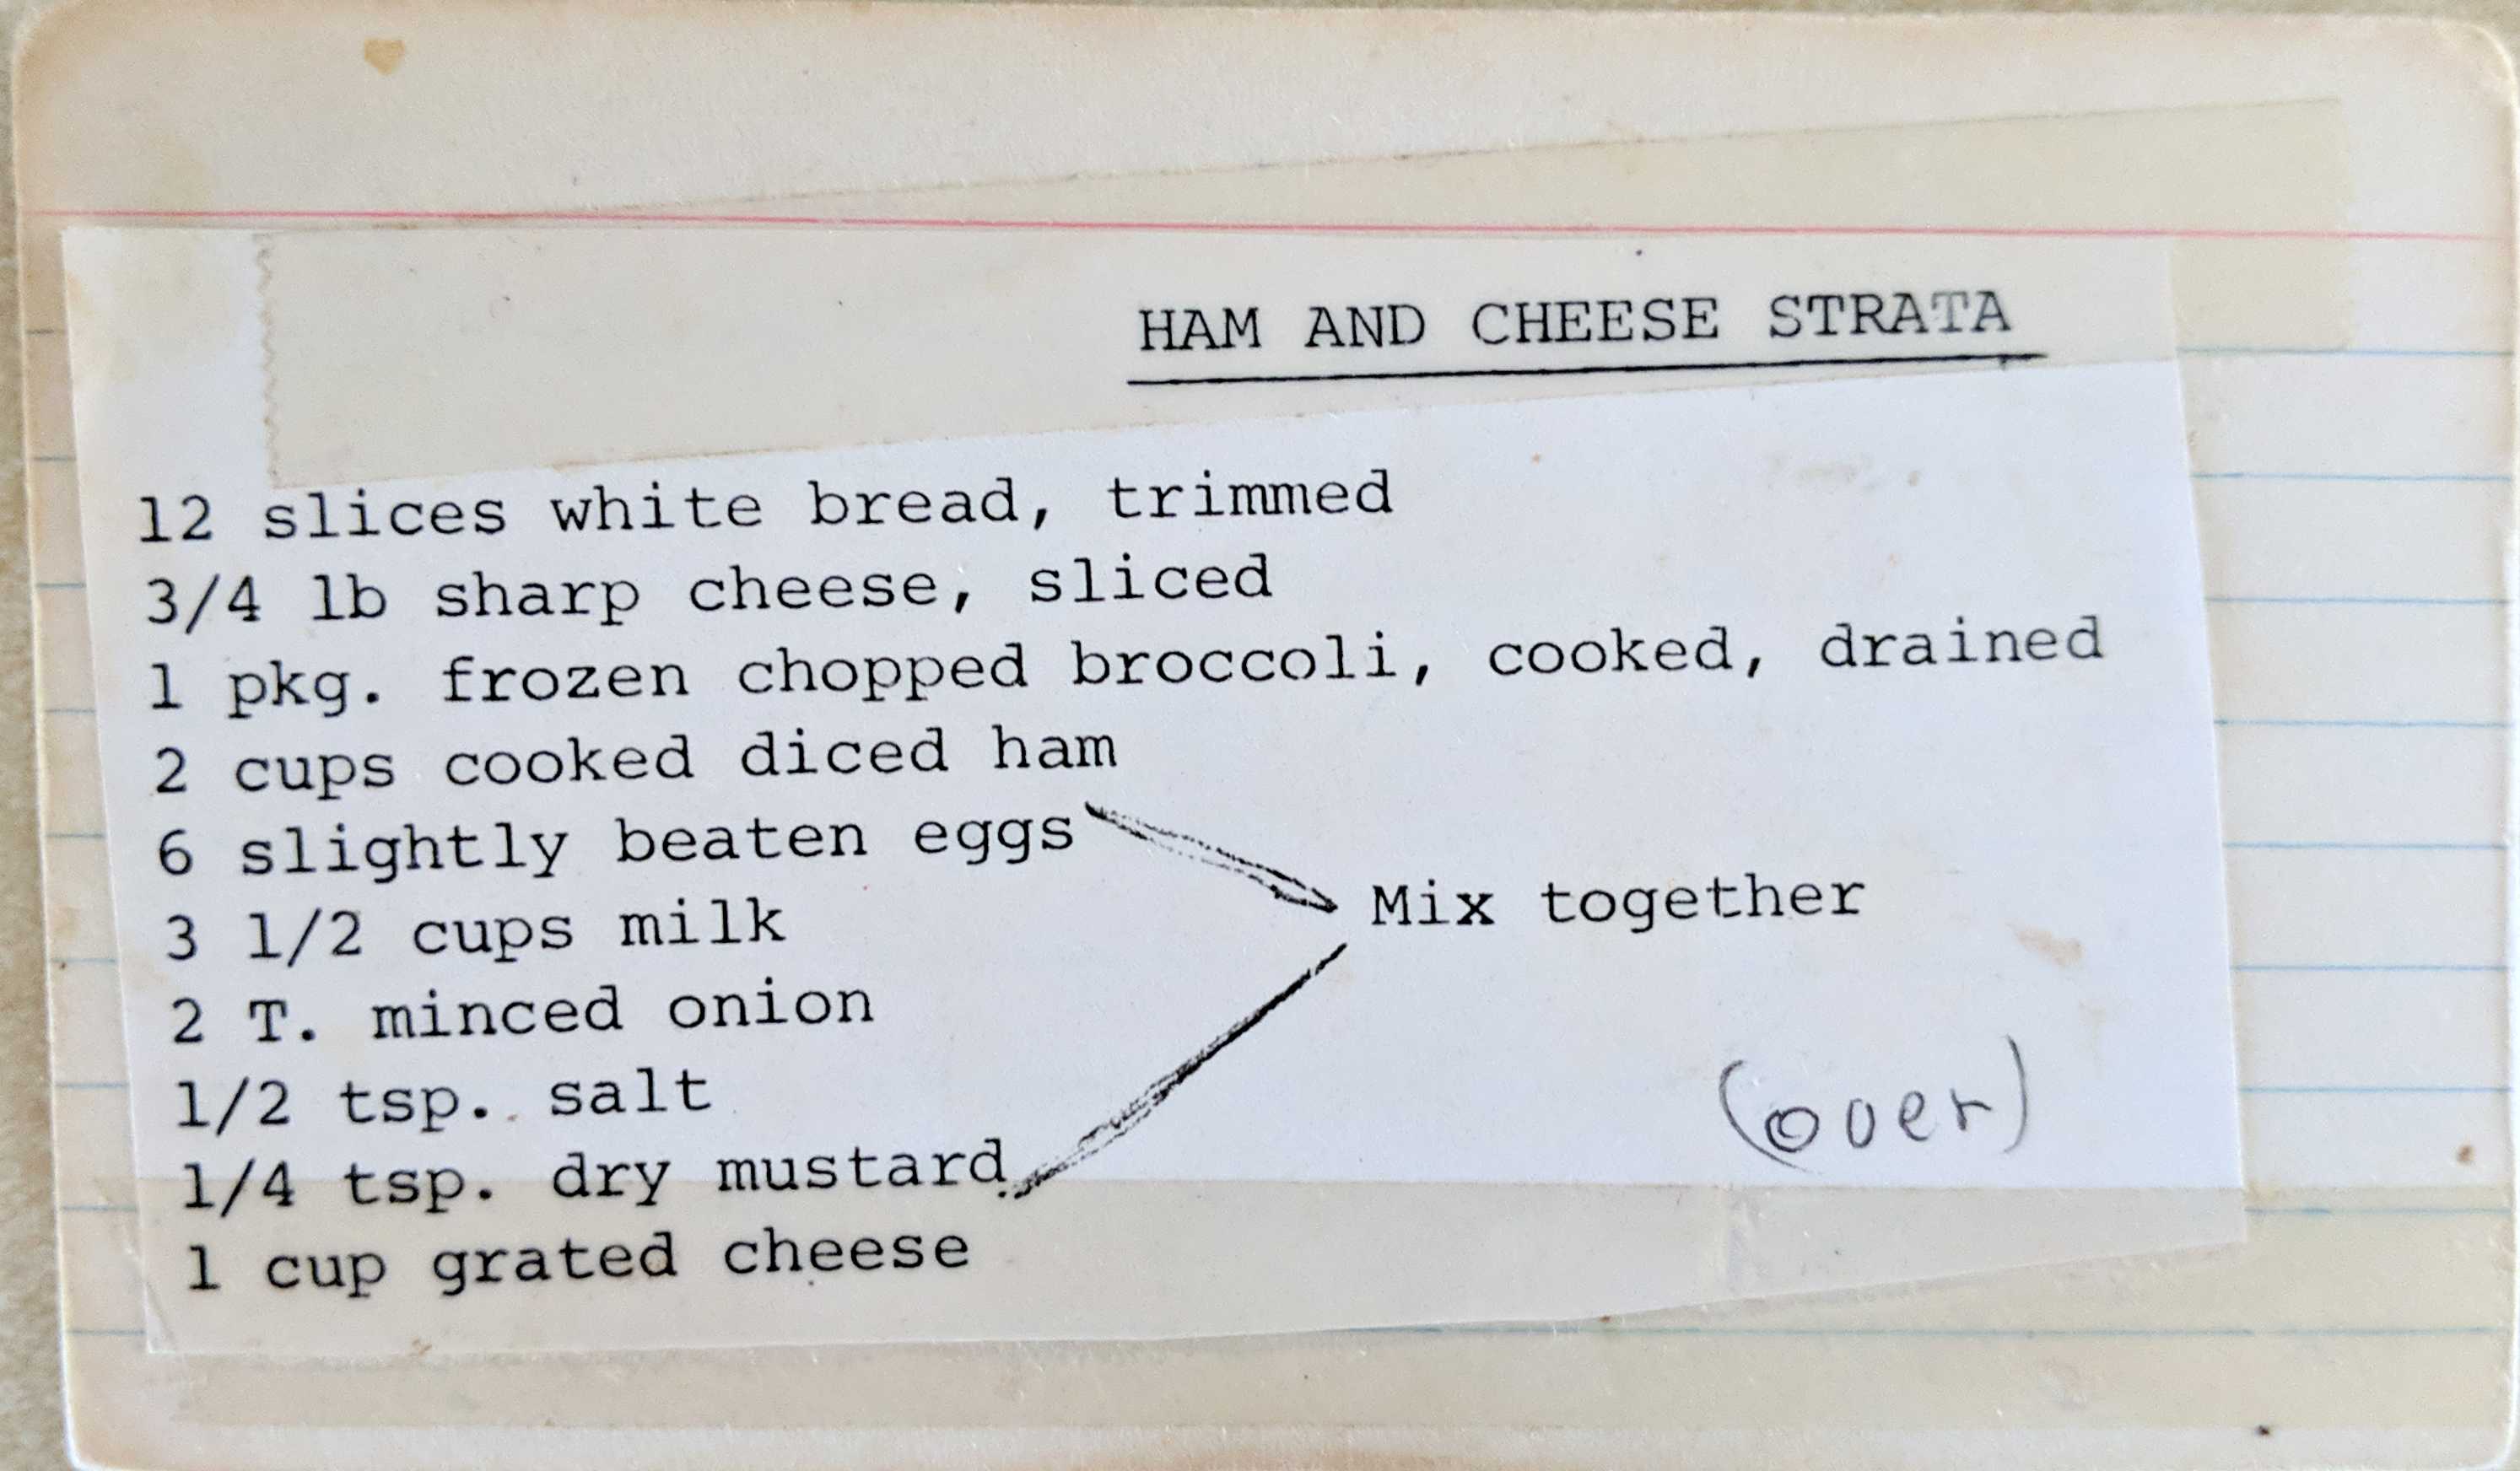 HAM AND CHEESE STRATA
12 slices white bread, trimmed
3/4 lb sharp cheese, sliced
1 pkg. frozen chopped broccoli, cooked, drained
2 cups cooked diced ham
6 slightly beaten eggs
3 1/2 cups milk
Mix together
2 T. minced onion
1/2 tsp. salt
1/4 tsp. dry mustard
1 cup grated cheese
(over)